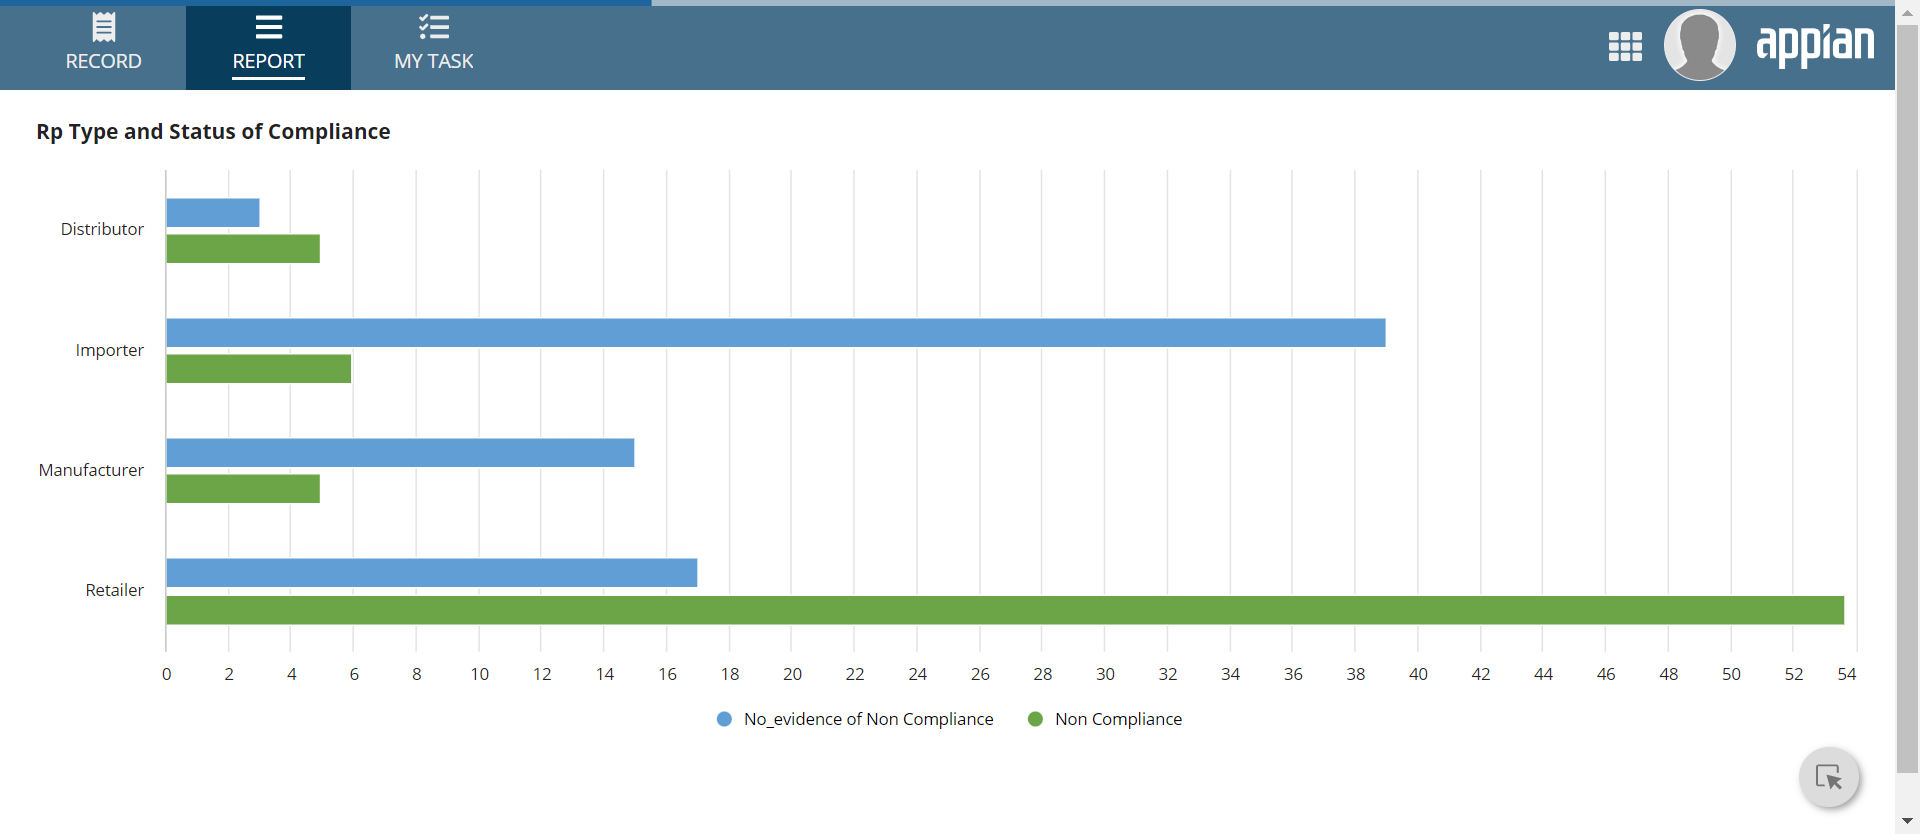 RECORD
REPORT
MY TASK
appian
Rp Type and Status of Compliance
Distributor
Importer
Manufacturer
Retailer
0 2 4 6 8 10 12 14 16 18 20 22 24 26 28 30 32 34 36 38 40 42 44 46 48 50 52 54
No_evidence of Non Compliance Non Compliance